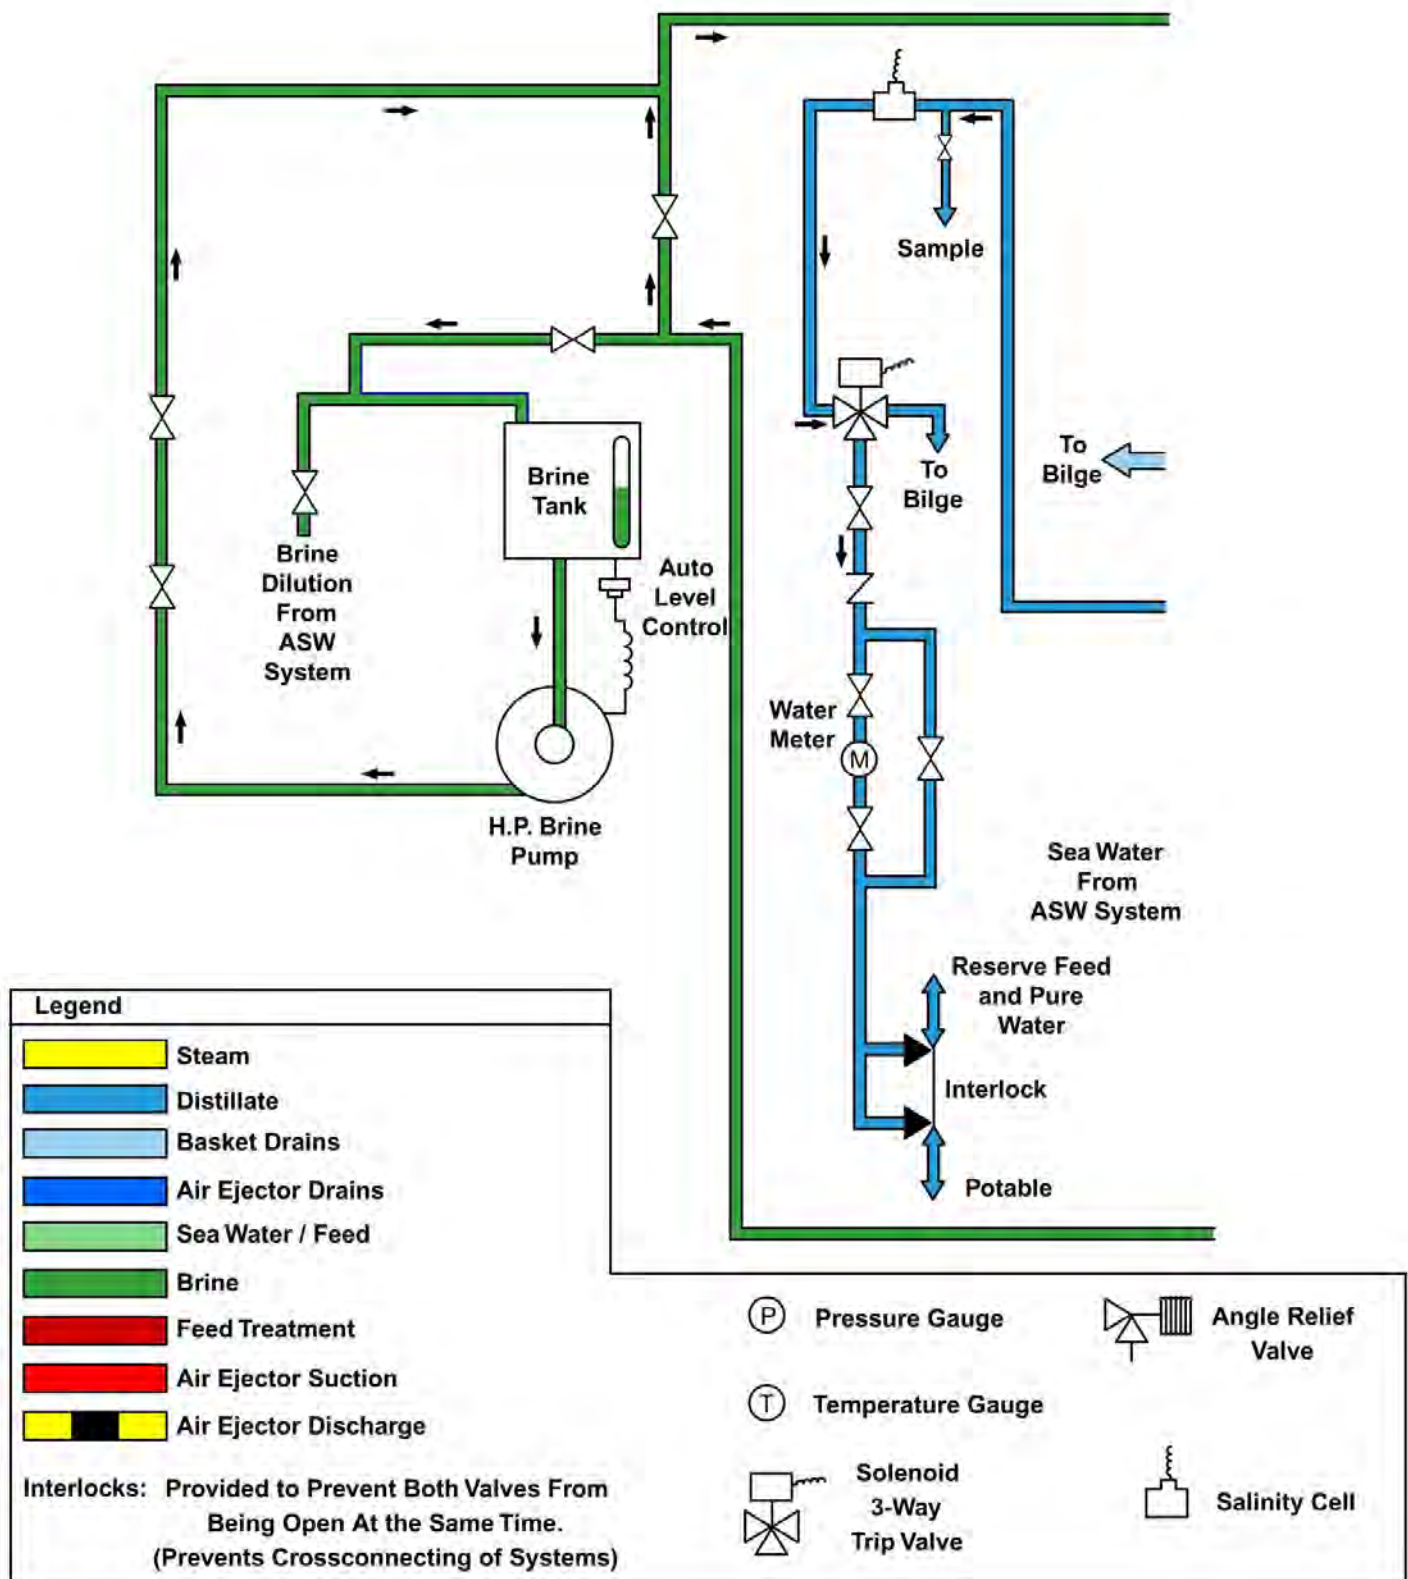 Sample
To
Bilge
To
Bilge
Brine
Tank
Brine
Dilution
From
ASW
System
Auto
Level
Control
H.P. Brine
Pump
Water
Meter
M
Sea Water
From
ASW System
Reserve Feed
and Pure
Water
Interlock
Potable
Legend
Steam
Distillate
Basket Drains
Air Ejector Drains
Sea Water / Feed
Brine
Feed Treatment
Air Ejector Suction
Air Ejector Discharge
Interlocks: Provided to Prevent Both Valves From
Being Open At the Same Time.
(Prevents Crossconnecting of Systems)
P Pressure Gauge
T Temperature Gauge
Solenoid
3-Way
Trip Valve
Angle Relief
Valve
Salinity Cell